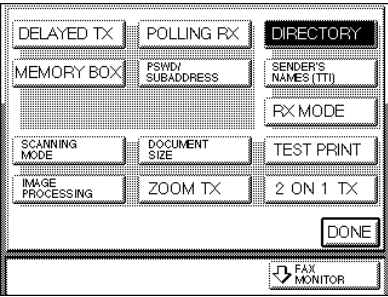 DELAYED TX
POLLING RX
DIRECTORY
MEMORY BOX
PSWD/
SUBADDRESS
SENDER'S
NAMES (TTI)
RX MODE
SCANNING
MODE
DOCUMENT
SIZE
TEST PRINT
IMAGE
PROCESSING
ZOOM TX
2 ON 1 TX
DONE
FAX
MONITOR